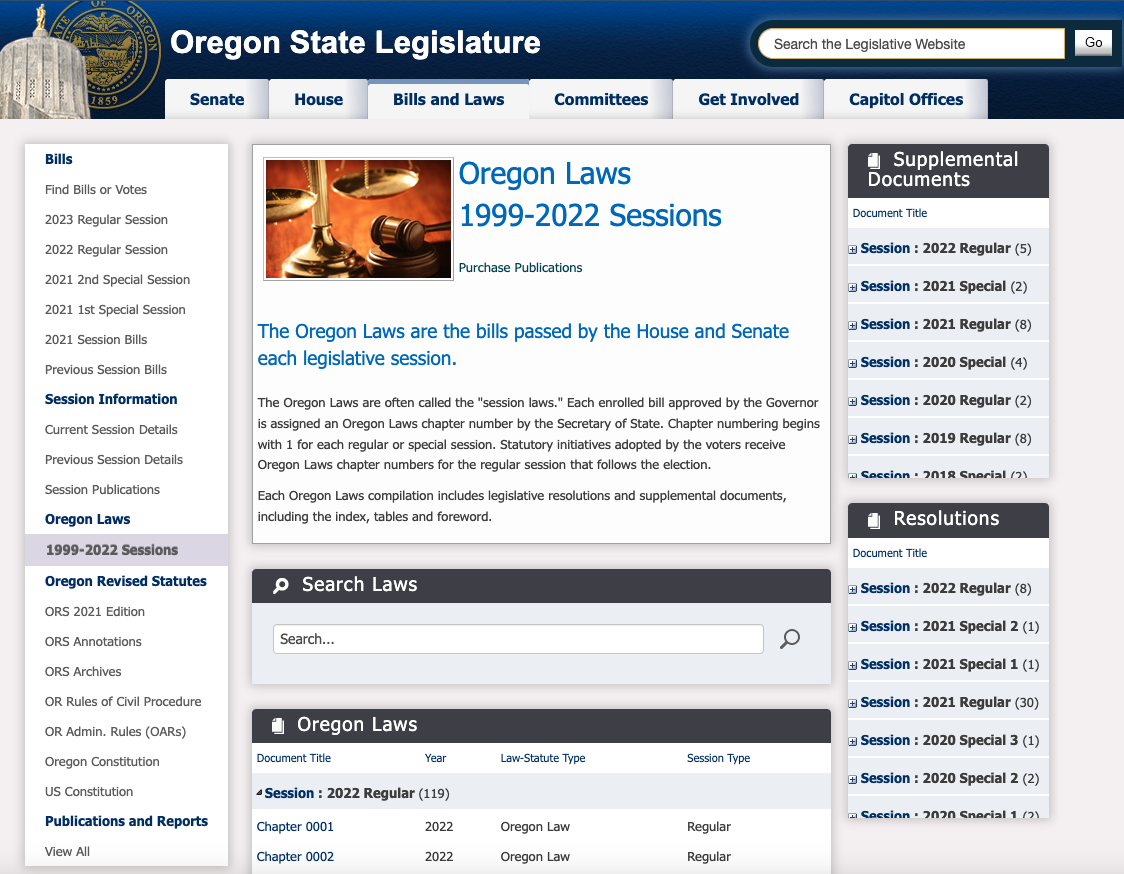 OF OREGON
1859
Oregon State Legislature
Search the Legislative Website
Go
Senate
House
Bills and Laws
Committees
Get Involved
Capitol Offices
Bills
Find Bills or Votes
2023 Regular Session
2022 Regular Session
2021 2nd Special Session
2021 1st Special Session
2021 Session Bills
Previous Session Bills
Session Information
Current Session Details
Previous Session Details
Session Publications
Oregon Laws
1999-2022 Sessions
Oregon Revised Statutes
ORS 2021 Edition
ORS Annotations
ORS Archives
OR Rules of Civil Procedure
OR Admin. Rules (OARs)
Oregon Constitution
US Constitution
Publications and Reports
View All
Oregon Laws
1999-2022 Sessions
Purchase Publications
The Oregon Laws are the bills passed by the House and Senate
each legislative session.
The Oregon Laws are often called the "session laws." Each enrolled bill approved by the Governor
is assigned an Oregon Laws chapter number by the Secretary of State. Chapter numbering begins
with 1 for each regular or special session. Statutory initiatives adopted by the voters receive
Oregon Laws chapter numbers for the regular session that follows the election.
Each Oregon Laws compilation includes legislative resolutions and supplemental documents,
including the index, tables and foreword.
Search Laws
Search...
Oregon Laws
Document Title Year Law-Statute Type Session Type
Session : 2022 Regular (119)
Chapter 0001 2022 Oregon Law Regular
Chapter 0002 2022 Oregon Law Regular
Supplemental
Documents
Document Title
Session : 2022 Regular (5)
Session : 2021 Special (2)
Session : 2021 Regular (8)
Session : 2020 Special (4)
Session : 2020 Regular (2)
Session : 2019 Regular (8)
Session : 2018 Special (2)
Resolutions
Document Title
Session : 2022 Regular (8)
Session : 2021 Special 2 (1)
Session : 2021 Special 1 (1)
Session : 2021 Regular (30)
Session : 2020 Special 3 (1)
Session : 2020 Special 2 (2)
Session : 2020 Special 1 (2)